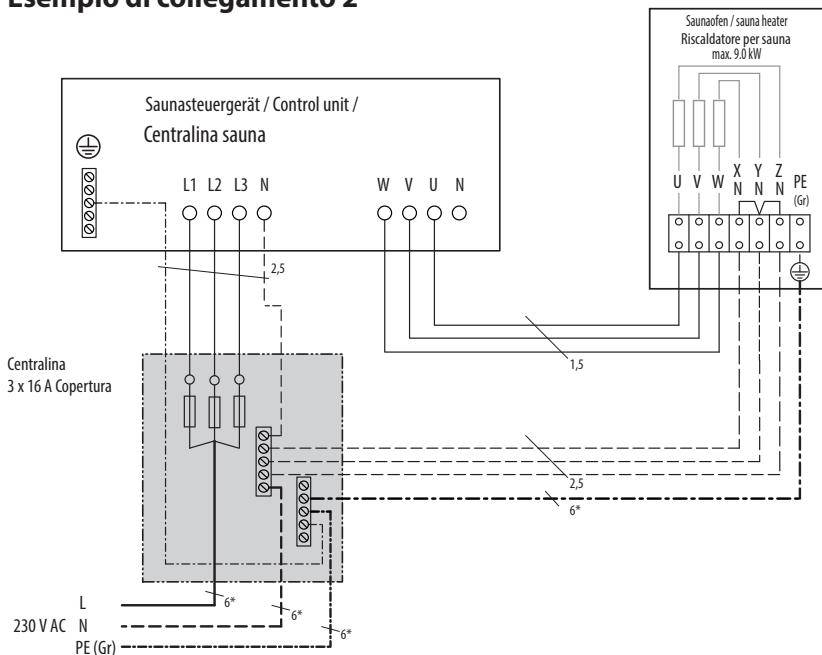 Esempio di collegamento 2
Saunaofen / sauna heater
Riscaldatore per sauna
max. 9.0 kW
Saunasteuergerät / Control unit /
Centralina sauna
L1 L2 L3 N
W V U N
U V W X Y Z PE
N N N (Gr)
2,5
1,5
Centralina
3 x 16 A Copertura
2,5
6*
L 6*
230 V AC N 6*
PE (Gr) 6*